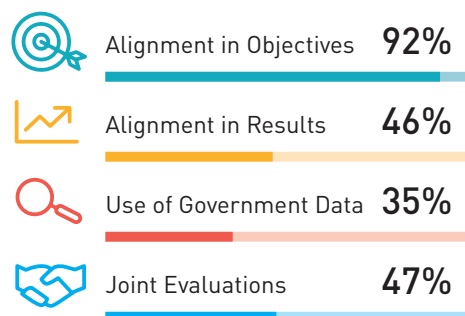 Alignment in Objectives 92%
Alignment in Results 46%
Use of Government Data 35%
Joint Evaluations 47%